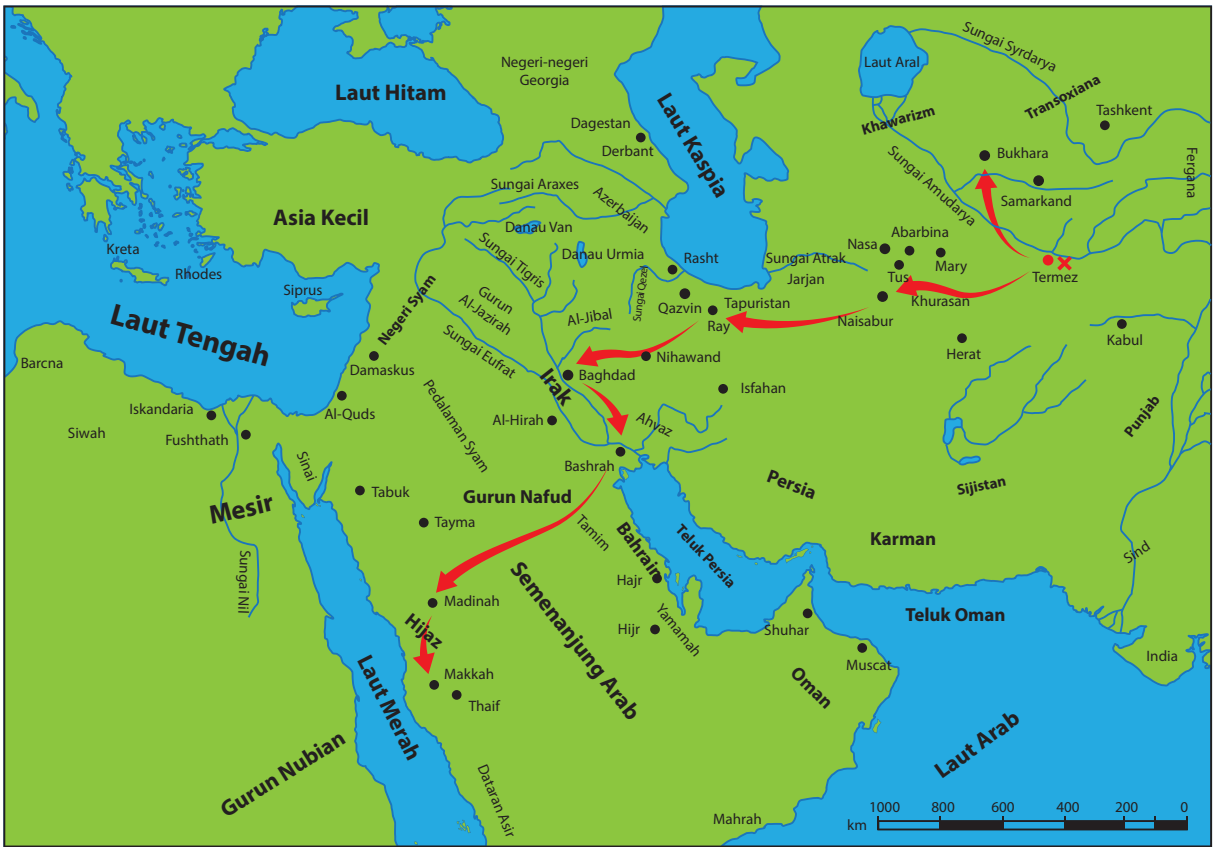 Negeri-negeri
Georgia
Laut Hitam
Laut Kaspia
Dagestan
Derbant
Laut Aral
Sungai Syrdarya
Transoxiana
Tashkent
Khawarizm
Bukhara
Samarkand
Fergana
Sungai Amudarya
Sungai Araxes
Azerbaijan
Asia Kecil
Danau Van
Danau Urmia
Sungai Tigris
Sungai Qezel
Rasht
Qazvin
Tapuristan
Ray
Sungai Atrak
Jarjan
Nasa
Abarbina
Tus
Mary
Termez
Khurasan
Naisabur
Herat
Kabul
Kreta
Rhodes
Siprus
Laut Tengah
Negeri Syam
Gurun
Al-Jazirah
Al-Jibal
Sungai Eufrat
Nihawand
Baghdad
Irak
Isfahan
Barcna
Damaskus
Al-Quds
Iskandaria
Siwah
Fushthath
Pedalaman Syam
Al-Hirah
Ahvaz
Bashrah
Punjab
Sinai
Mesir
Tabuk
Tayma
Gurun Nafud
Tamim
Persia
Sijistan
Karman
Sind
Sungai Nil
Bahrain
Teluk Persia
Hajr
Hijr
Yamamah
Semenanjung Arab
Madinah
Hijaz
Makkah
Thaif
Shuhar
Muscat
Oman
Teluk Oman
India
Laut Merah
Laut Arab
Gurun Nubian
Dataran Asir
Mahrah
1000 800 600 400 200 0
km